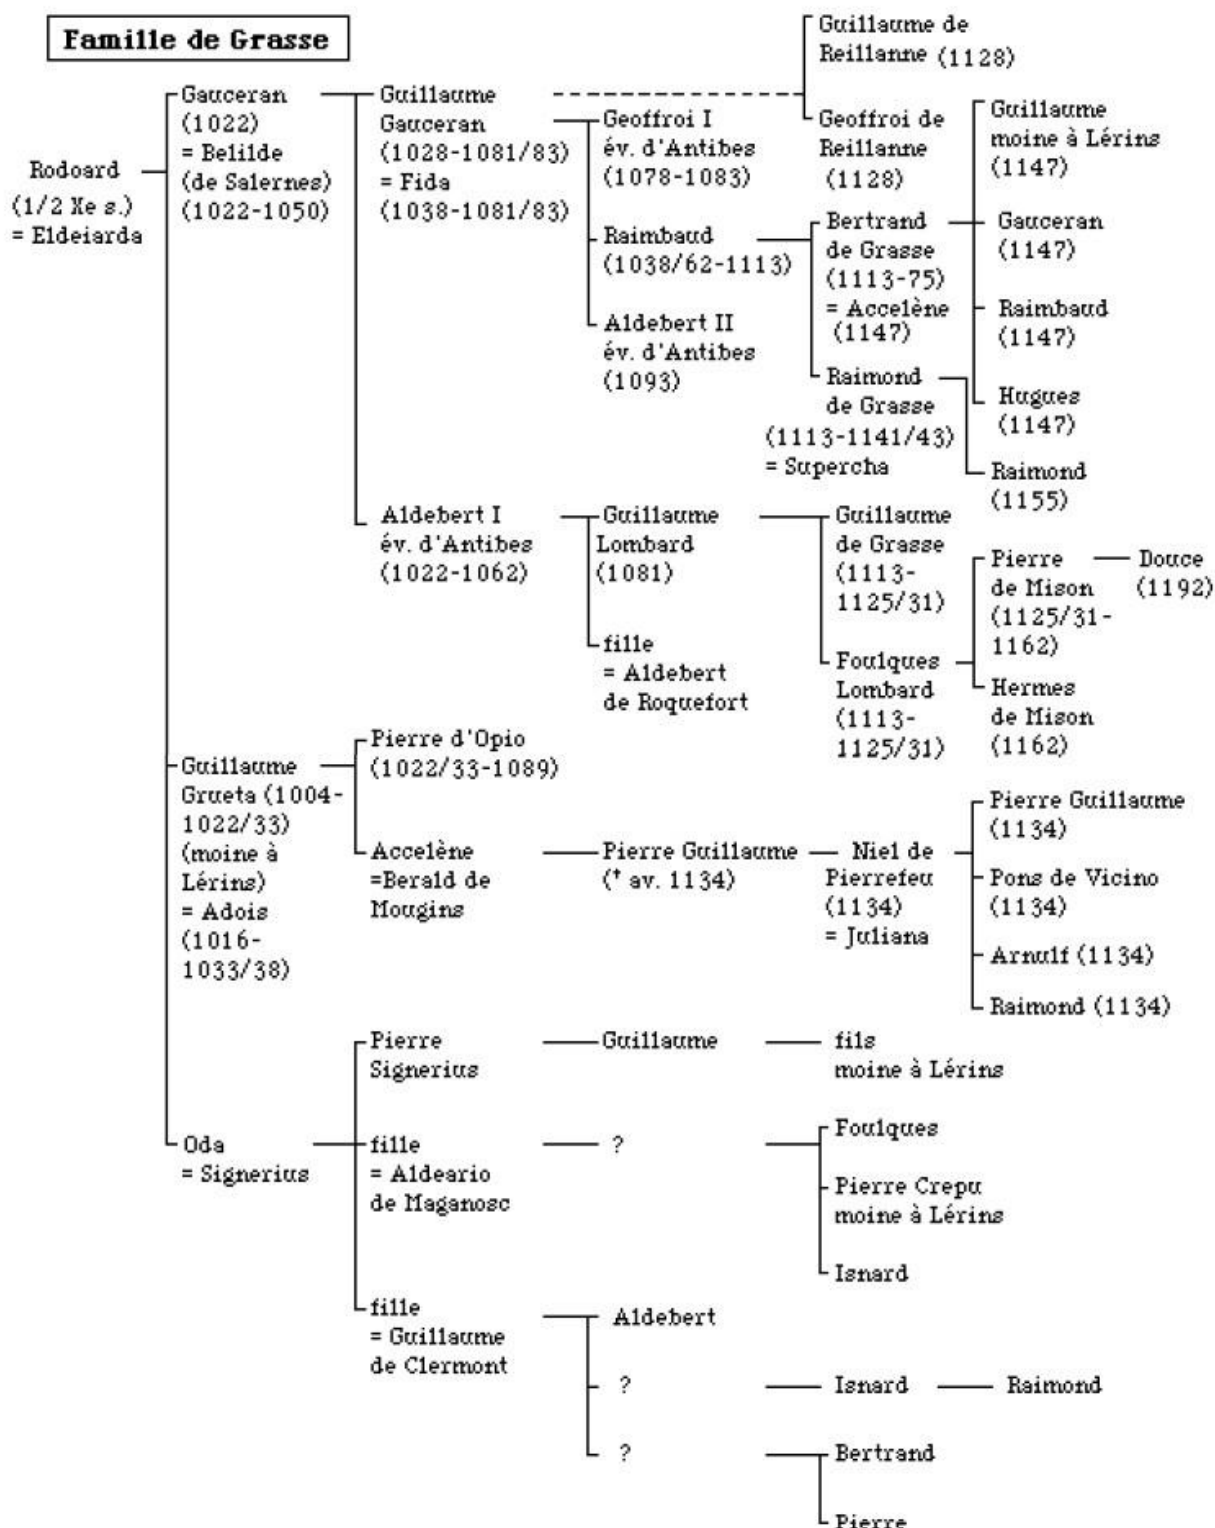 Famille de Grasse
Rodoard
(1/2 Xe s.)
= Eldeiarda
Gauceran
(1022)
= Belilde
(de Salernes)
(1022-1050)
Guillaume
Gauceran
(1028-1081/83)
= Fida
(1038-1081/83)
Guillaume de
Reillanne (1128)
Geoffroi de
Reillanne
(1128)
Geoffroi I
év. d'Antibes
(1078-1083)
Raimbaud
(1038/62-1113)
Aldebert II
év. d'Antibes
(1093)
Bertrand
de Grasse
(1113-75)
= Accelène
(1147)
Raimond
de Grasse
(1113-1141/43)
= Supercha
Guillaume
moine à Lérins
(1147)
Gauceran
(1147)
Raimbaud
(1147)
Hugues
(1147)
Raimond
(1155)
Aldebert I
év. d'Antibes
(1022-1062)
Guillaume
Lombard
(1081)
fille
= Aldebert
de Roquefort
Guillaume
de Grasse
(1113-
1125/31)
Foulques
Lombard
(1113-
1125/31)
Pierre
de Mison
(1125/31-
1162)
Douce
(1192)
Hermes
de Mison
(1162)
Guillaume
Grueta (1004-
1022/33)
(moine à
Lérins)
= Adois
(1016-
1033/38)
Pierre d'Opio
(1022/33-1089)
Accelène
=Berald de
Mougins
Pierre Guillaume
(† av. 1134)
Niel de
Pierrefeu
(1134)
= Juliana
Pierre Guillaume
(1134)
Pons de Vicino
(1134)
Arnulf (1134)
Raimond (1134)
Oda
= Signerius
Pierre
Signerius
Guillaume
fils
moine à Lérins
fille
= Aldeario
de Maganosc
?
Foulques
Pierre Crepu
moine à Lérins
Isnard
fille
= Guillaume
de Clermont
Aldebert
?
Isnard
Raimond
?
Bertrand
Pierre